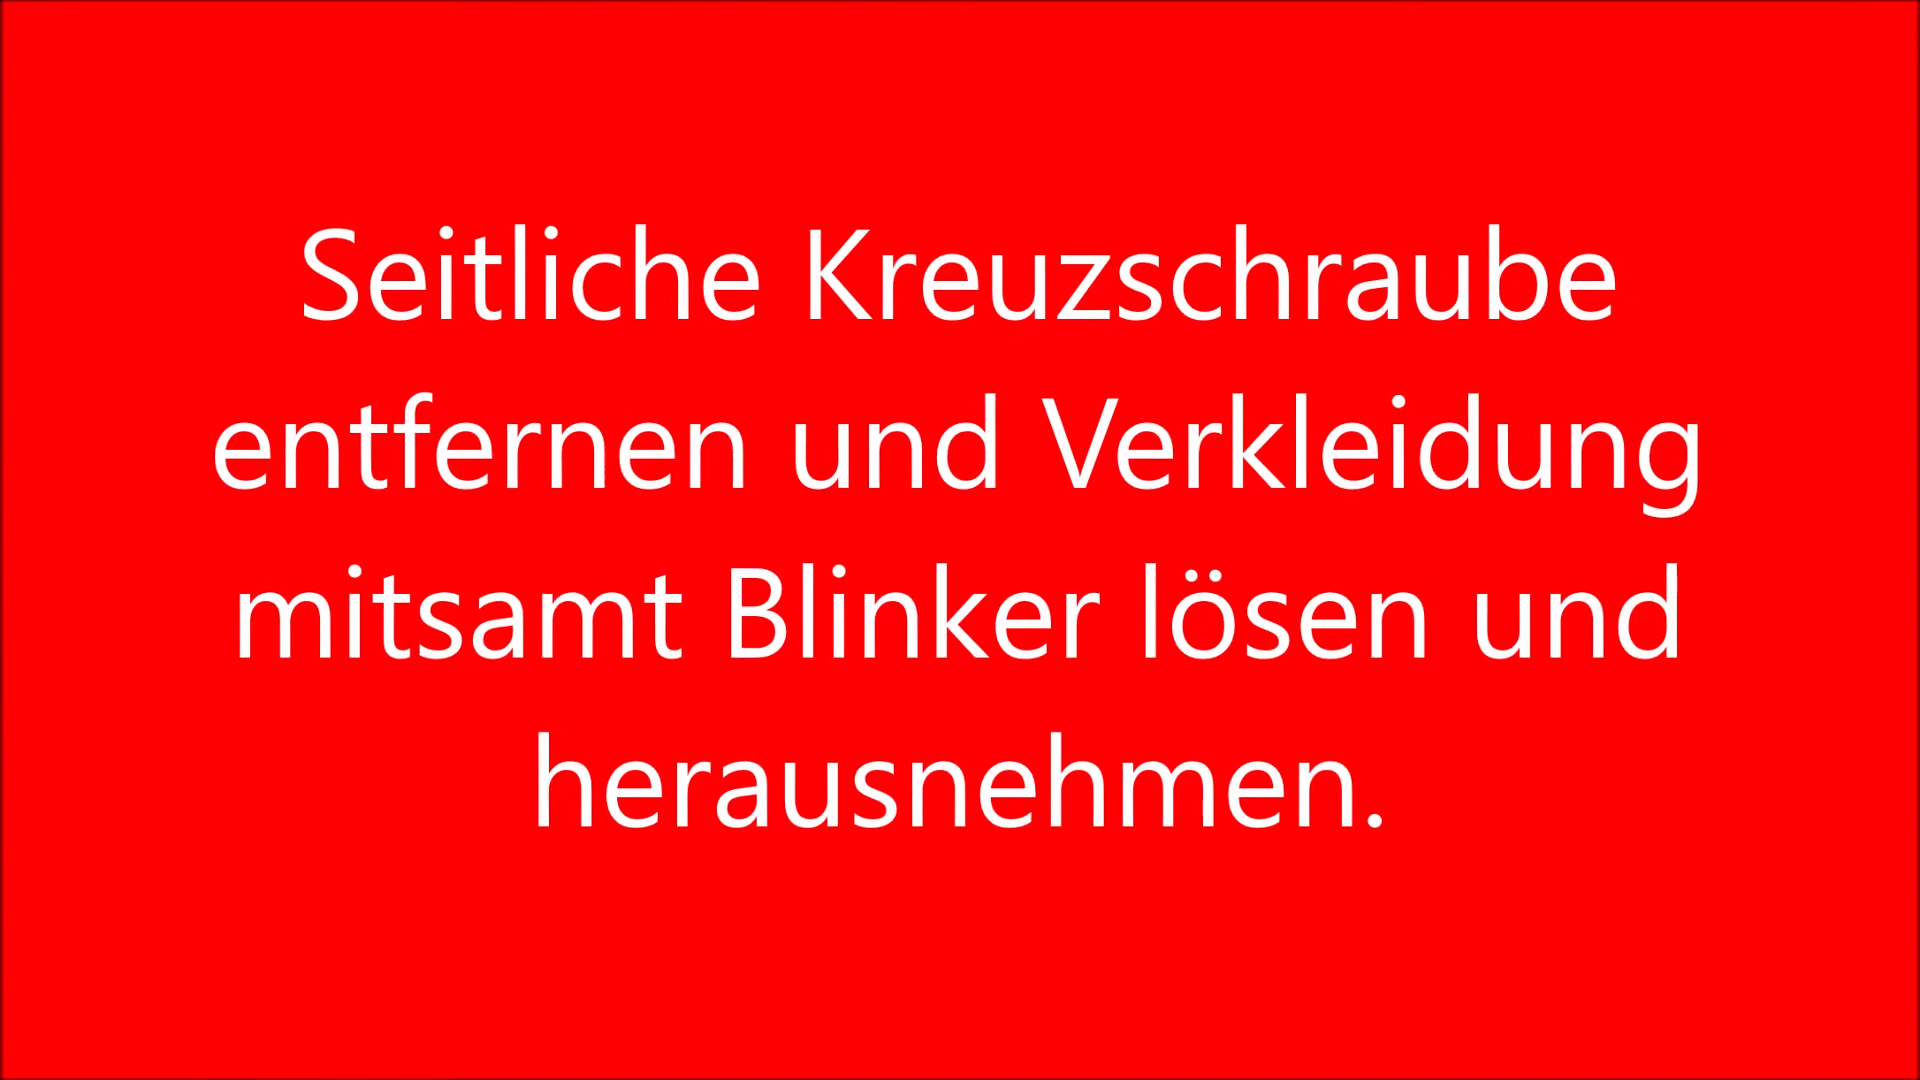 Seitliche Kreuzschraube
entfernen und Verkleidung
mitsamt Blinker lösen und
herausnehmen.